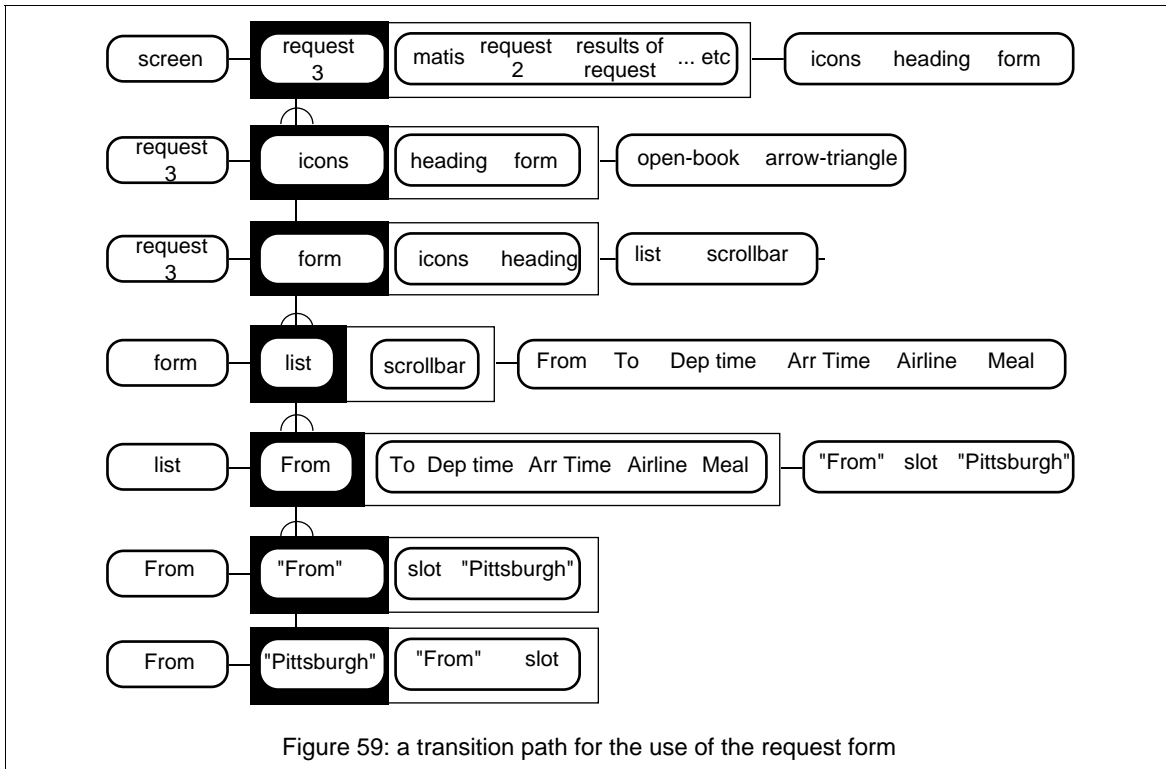 screen request 3 matis request 2 results of request ... etc icons heading form
request 3 icons heading form open-book arrow-triangle
request 3 form icons heading list scrollbar
form list scrollbar From To Dep time Arr Time Airline Meal
list From To Dep time Arr Time Airline Meal "From" slot "Pittsburgh"
From "From" slot "Pittsburgh"
From "Pittsburgh" "From" slot
Figure 59: a transition path for the use of the request form